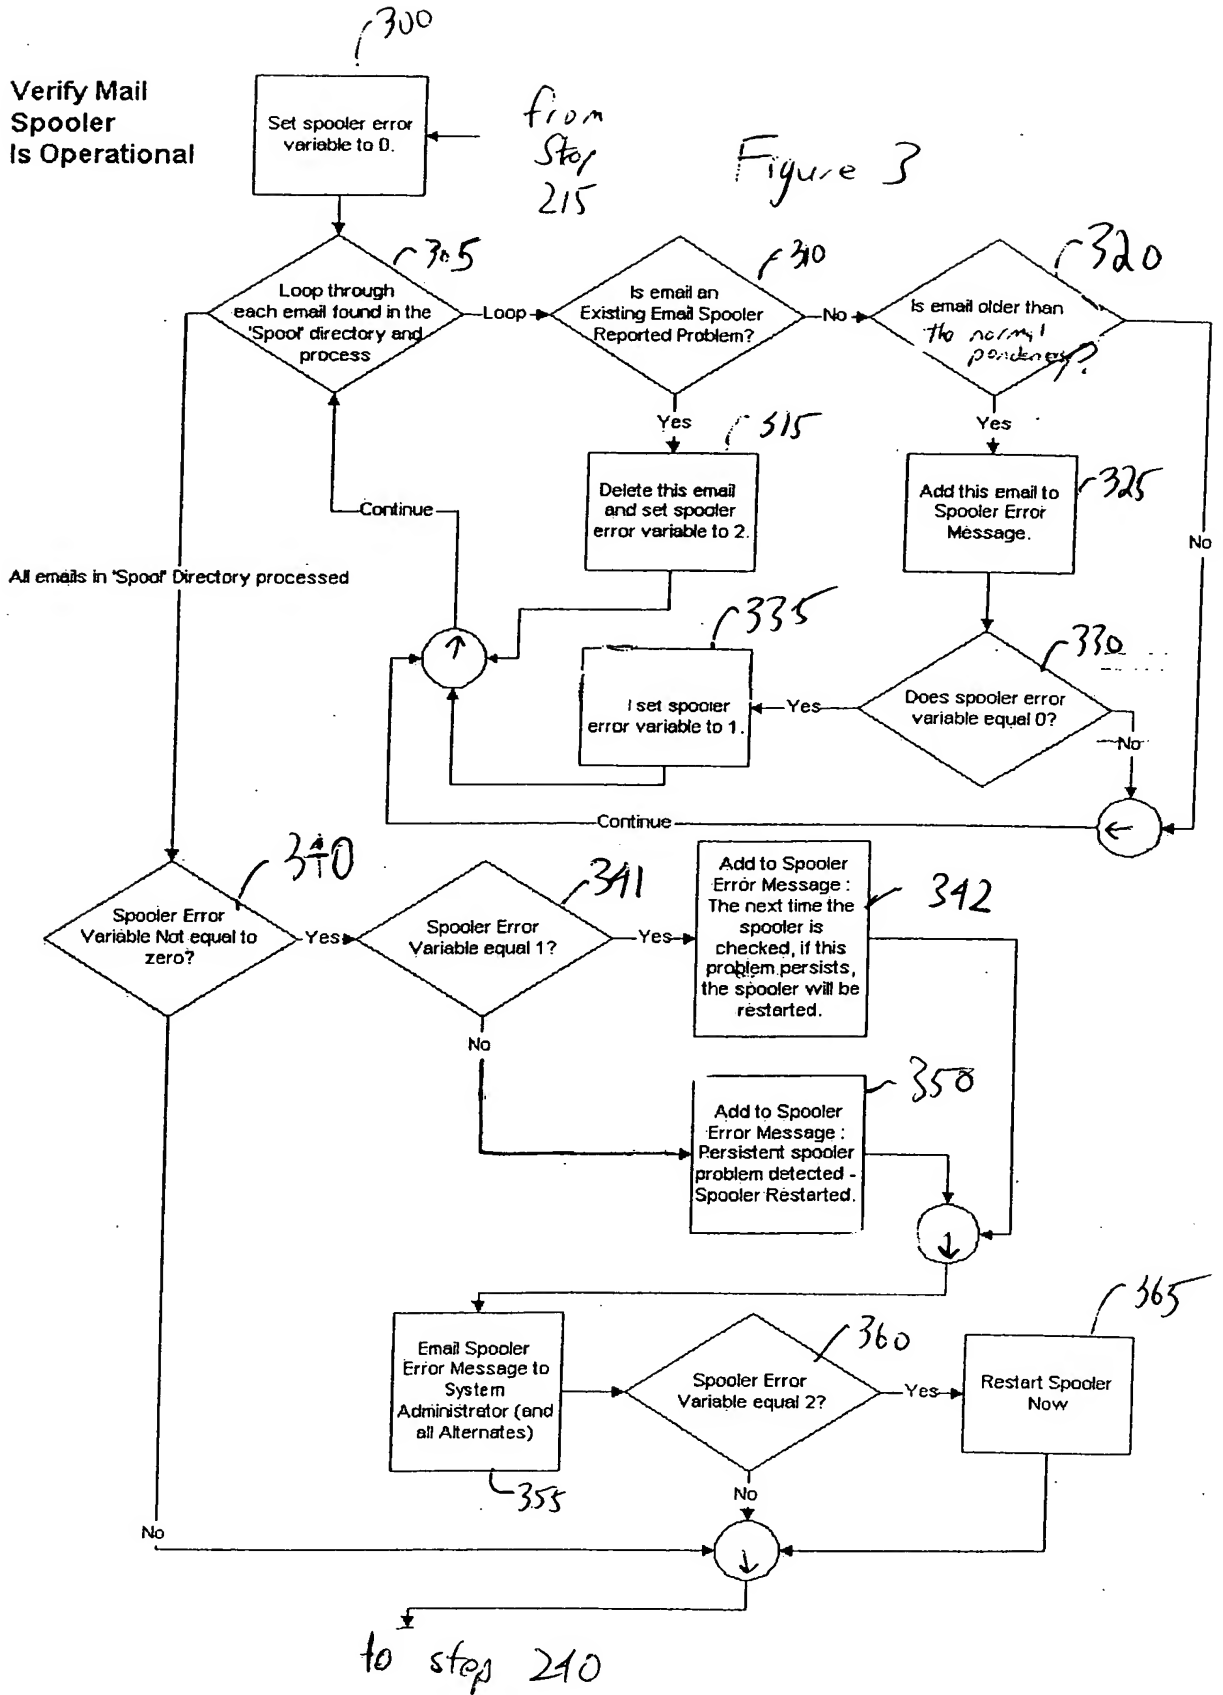 300
Verify Mail
Spooler
Is Operational
Set spooler error
variable to 0.
from
Step
215
Figure 3
305
Loop through
each email found in the
'Spool' directory and
process
Loop
310
Is email an
Existing Email Spooler
Reported Problem?
No
320
Is email older than
the normal
?
Yes
315
Delete this email
and set spooler
error variable to 2.
Yes
325
Add this email to
Spooler Error
Message.
No
Continue
All emails in 'Spool' Directory processed
335
I set spooler
error variable to 1.
Yes
330
Does spooler error
variable equal 0?
No
Continue
340
Spooler Error
Variable Not equal to
zero?
Yes
341
Spooler Error
Variable equal 1?
Yes
342
Add to Spooler
Error Message :
The next time the
spooler is
checked, if this
problem persists,
the spooler will be
restarted.
No
350
Add to Spooler
Error Message :
Persistent spooler
problem detected -
Spooler Restarted.
Email Spooler
Error Message to
System
Administrator (and
all Alternates)
355
360
Spooler Error
Variable equal 2?
Yes
365
Restart Spooler
Now
No
No
to step 240